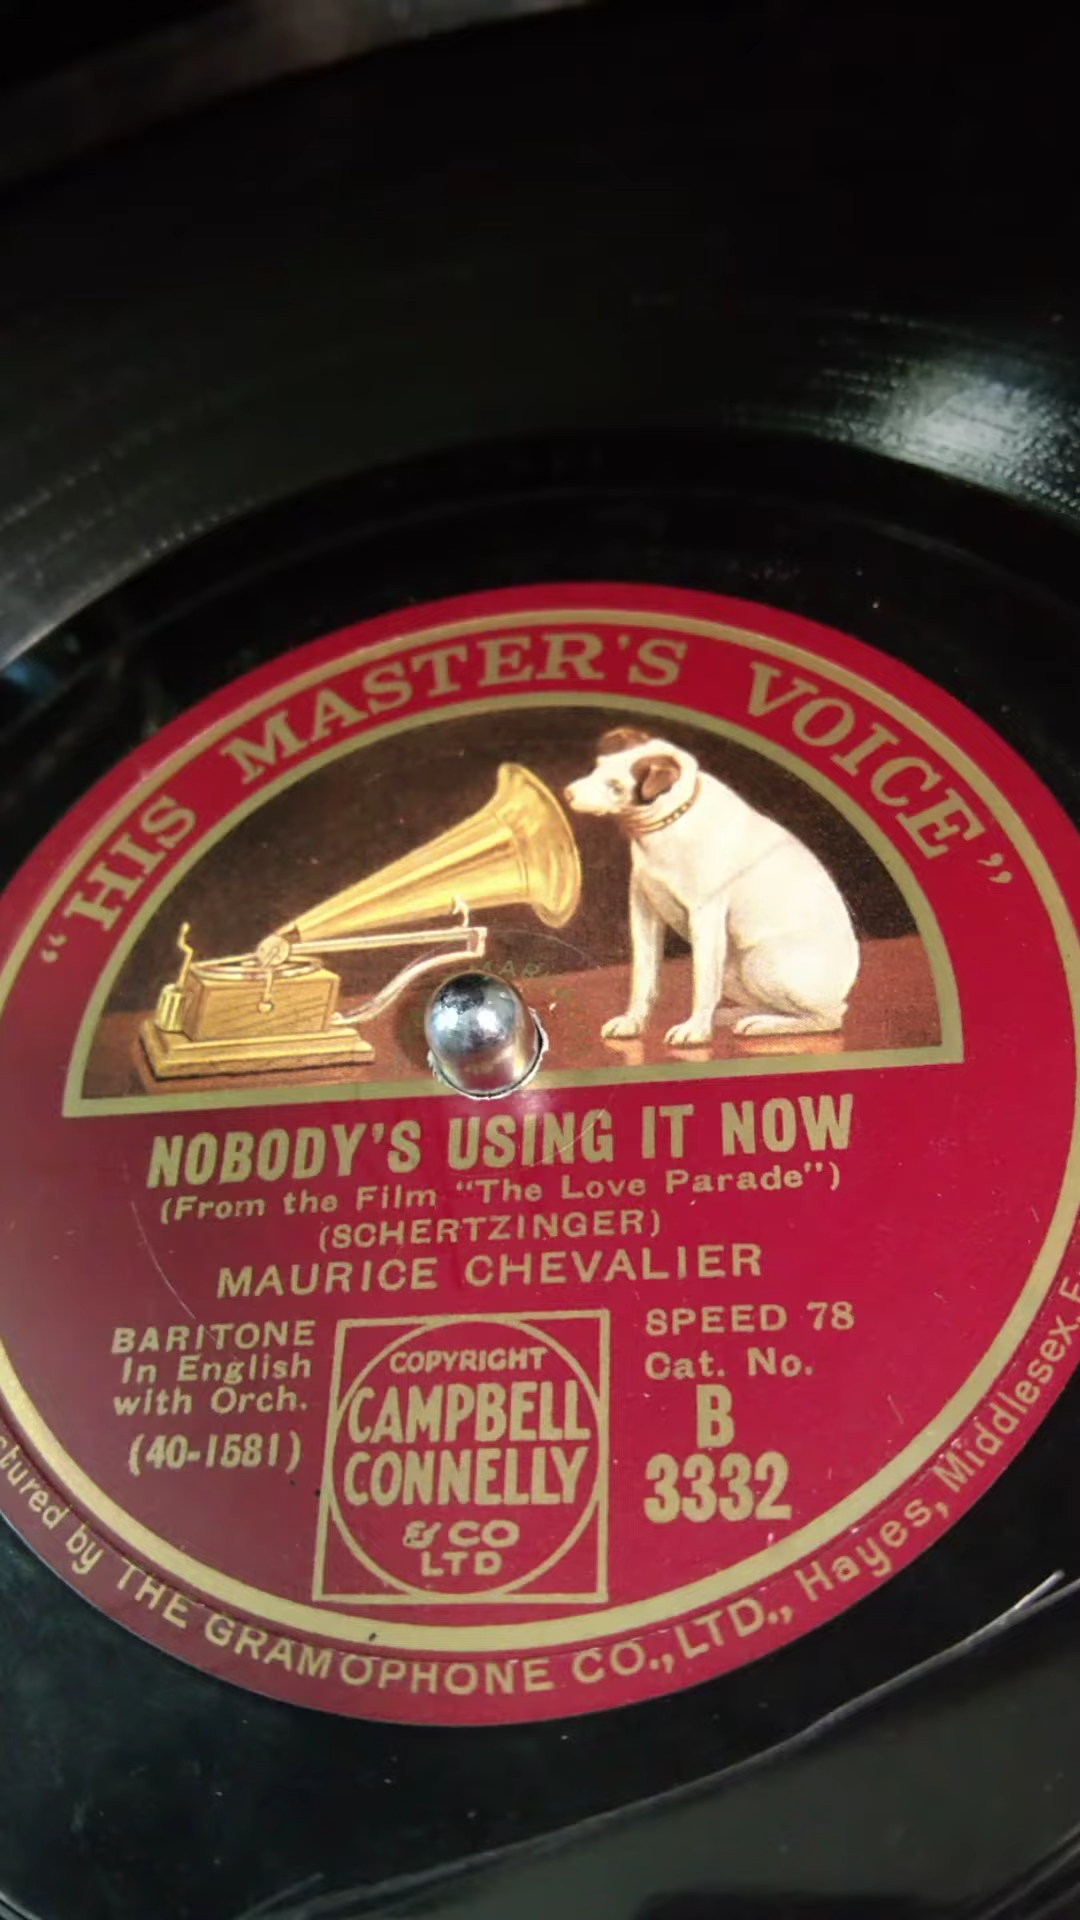 "HIS MASTER'S VOICE"
NOBODY'S USING IT NOW
(From the Film "The Love Parade")
(SCHERTZINGER)
MAURICE CHEVALIER
BARITONE
In English
with Orch.
(40-1581)
COPYRIGHT
CAMPBELL
CONNELLY
& CO
LTD
SPEED 78
Cat. No.
B
3332
ctured by THE GRAMOPHONE CO., LTD., Hayes, Middlesex, E